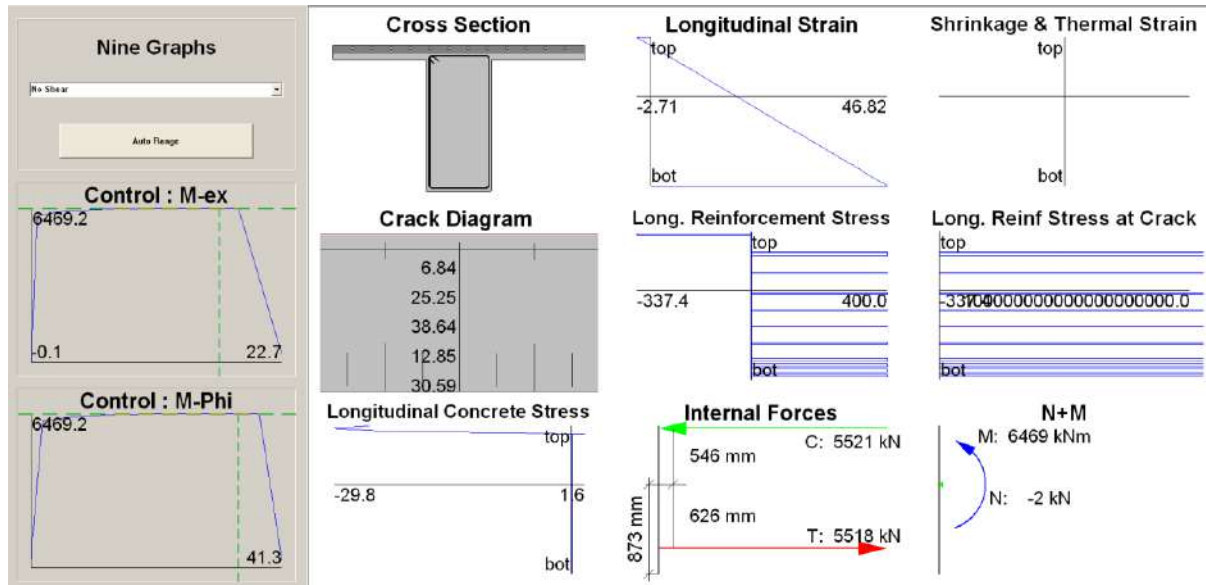 Nine Graphs
No Shear
Auto Range
Control : M-ex
6469.2
-0.1
22.7
Control : M-Phi
6469.2
41.3
Cross Section
Crack Diagram
6.84
25.25
38.64
12.85
30.59
Longitudinal Concrete Stress
top
-29.8
1.6
bot
Longitudinal Strain
top
-2.71
46.82
bot
Long. Reinforcement Stress
top
-337.4
400.0
bot
Internal Forces
C: 5521 kN
546 mm
626 mm
873 mm
T: 5518 kN
Shrinkage & Thermal Strain
top
bot
Long. Reinf Stress at Crack
top
bot
N+M
M: 6469 kNm
N: -2 kN